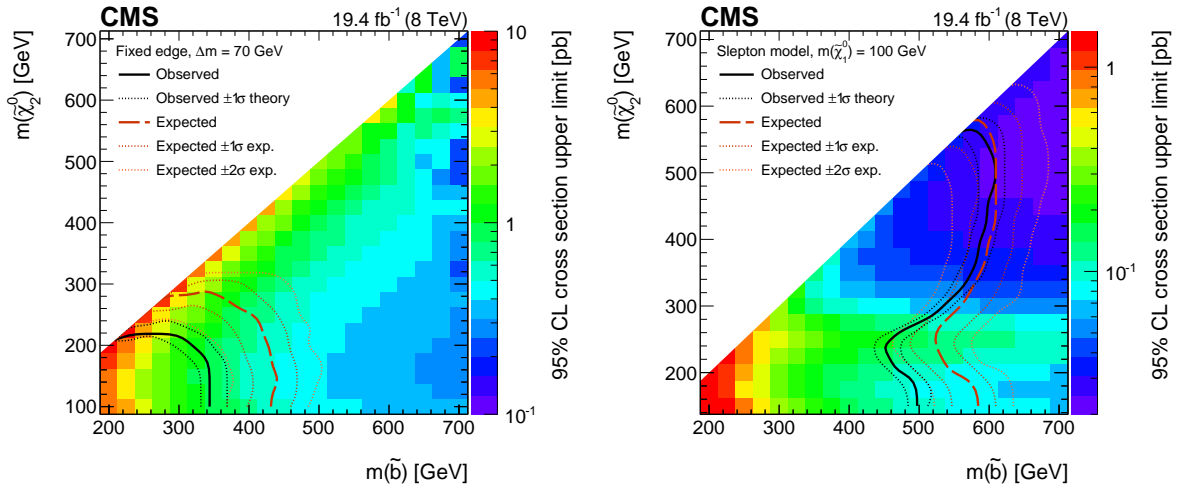 CMS 19.4 fb⁻¹ (8 TeV)
m(χ̃₂⁰) [GeV]
700
600
500
400
300
200
100
Fixed edge, Δm = 70 GeV
Observed
Observed ±1σ theory
Expected
Expected ±1σ exp.
Expected ±2σ exp.
200 300 400 500 600 700
m(b̃) [GeV]
10
1
10⁻¹
95% CL cross section upper limit [pb]
CMS 19.4 fb⁻¹ (8 TeV)
m(χ̃₂⁰) [GeV]
700
600
500
400
300
200
Slepton model, m(χ̃₁⁰) = 100 GeV
Observed
Observed ±1σ theory
Expected
Expected ±1σ exp.
Expected ±2σ exp.
200 300 400 500 600 700
m(b̃) [GeV]
1
10⁻¹
95% CL cross section upper limit [pb]